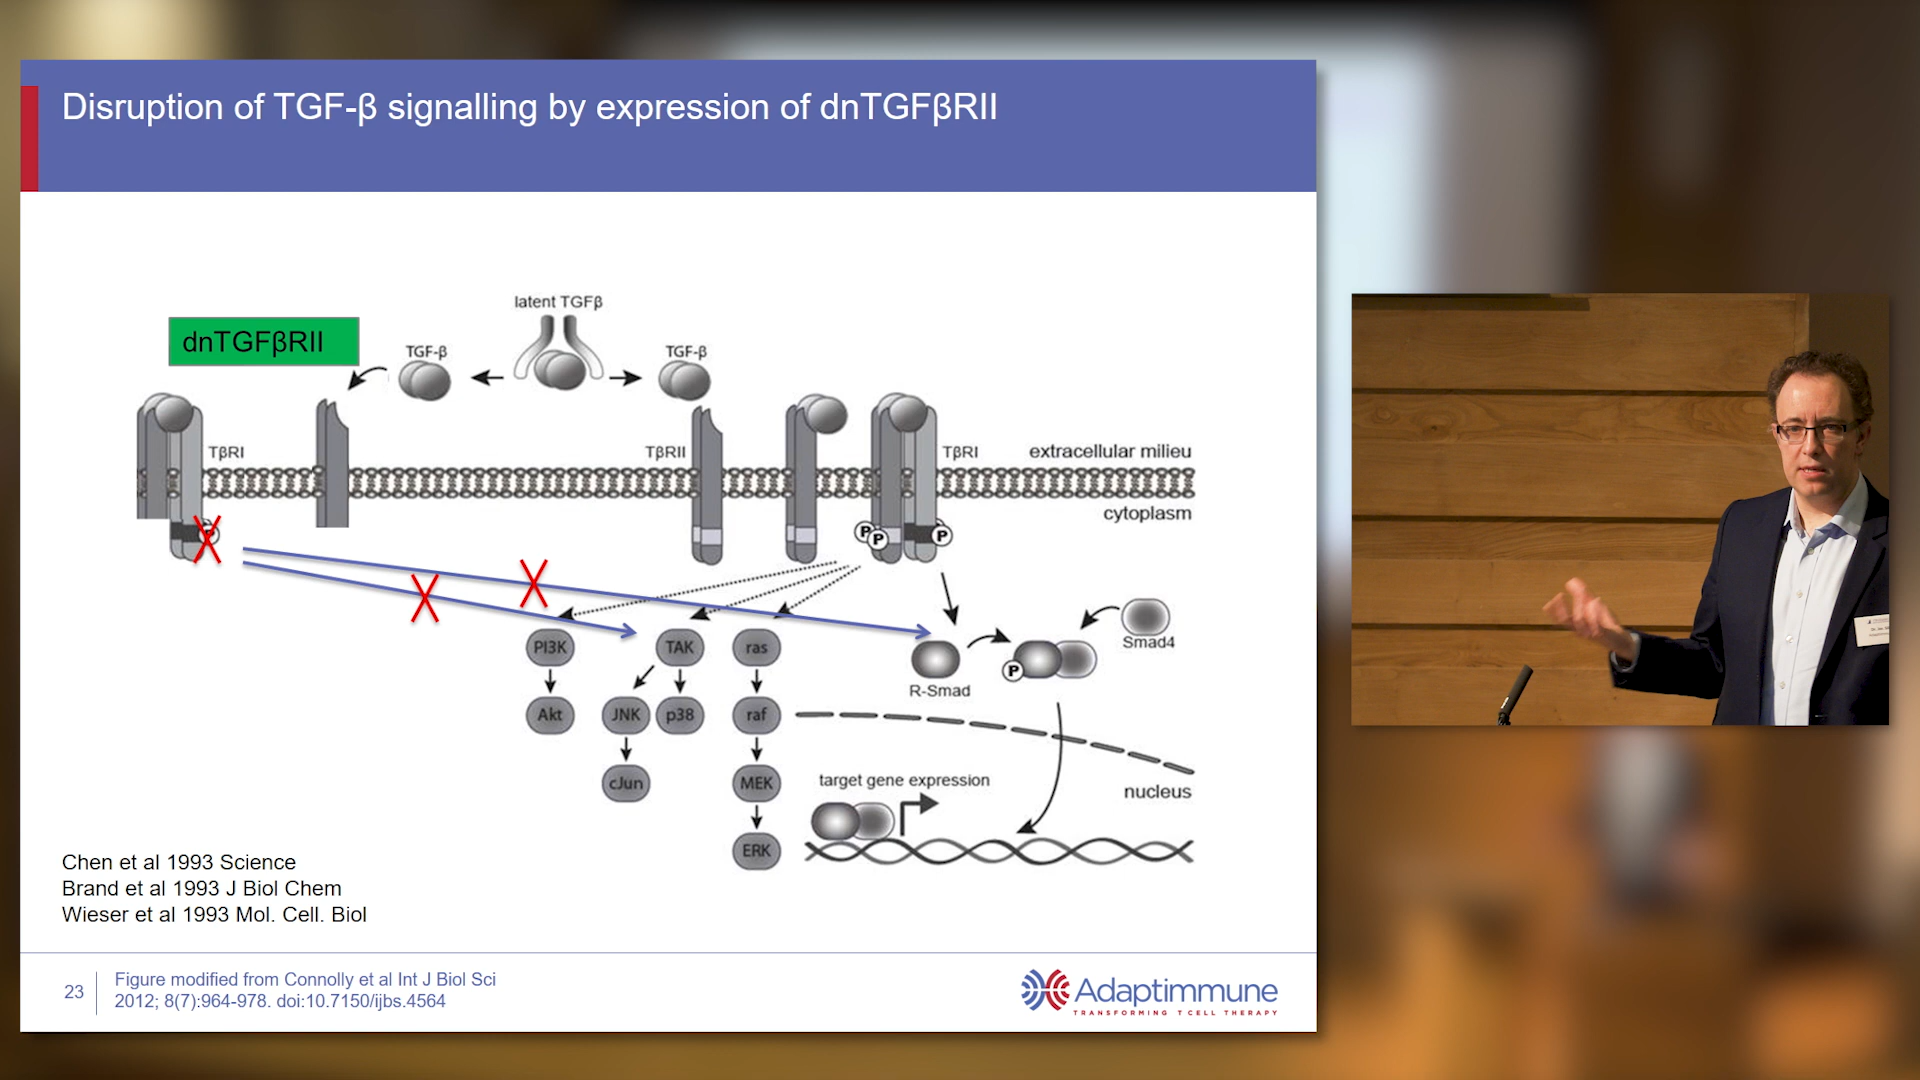 Disruption of TGF-β signalling by expression of dnTGFβRII
latent TGFβ
dnTGFβRII
TGF-β
TGF-β
TβRI
TβRII
TβRI
extracellular milieu
cytoplasm
P
P
P
Smad4
PI3K
TAK
ras
P
R-Smad
Akt
JNK
p38
raf
cJun
MEK
target gene expression
nucleus
ERK
Chen et al 1993 Science
Brand et al 1993 J Biol Chem
Wieser et al 1993 Mol. Cell. Biol
23
Figure modified from Connolly et al Int J Biol Sci
2012; 8(7):964-978. doi:10.7150/ijbs.4564
Adaptimmune
TRANSFORMING T CELL THERAPY